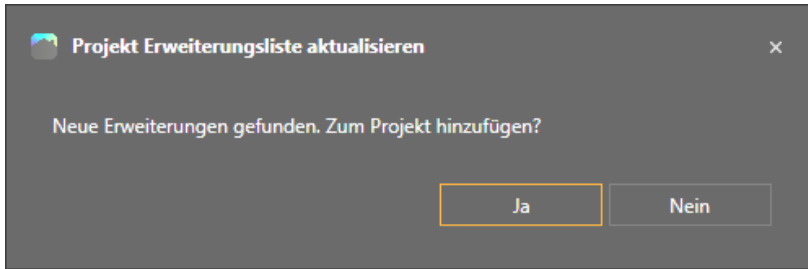 Projekt Erweiterungsliste aktualisieren
Neue Erweiterungen gefunden. Zum Projekt hinzufügen?
Ja
Nein